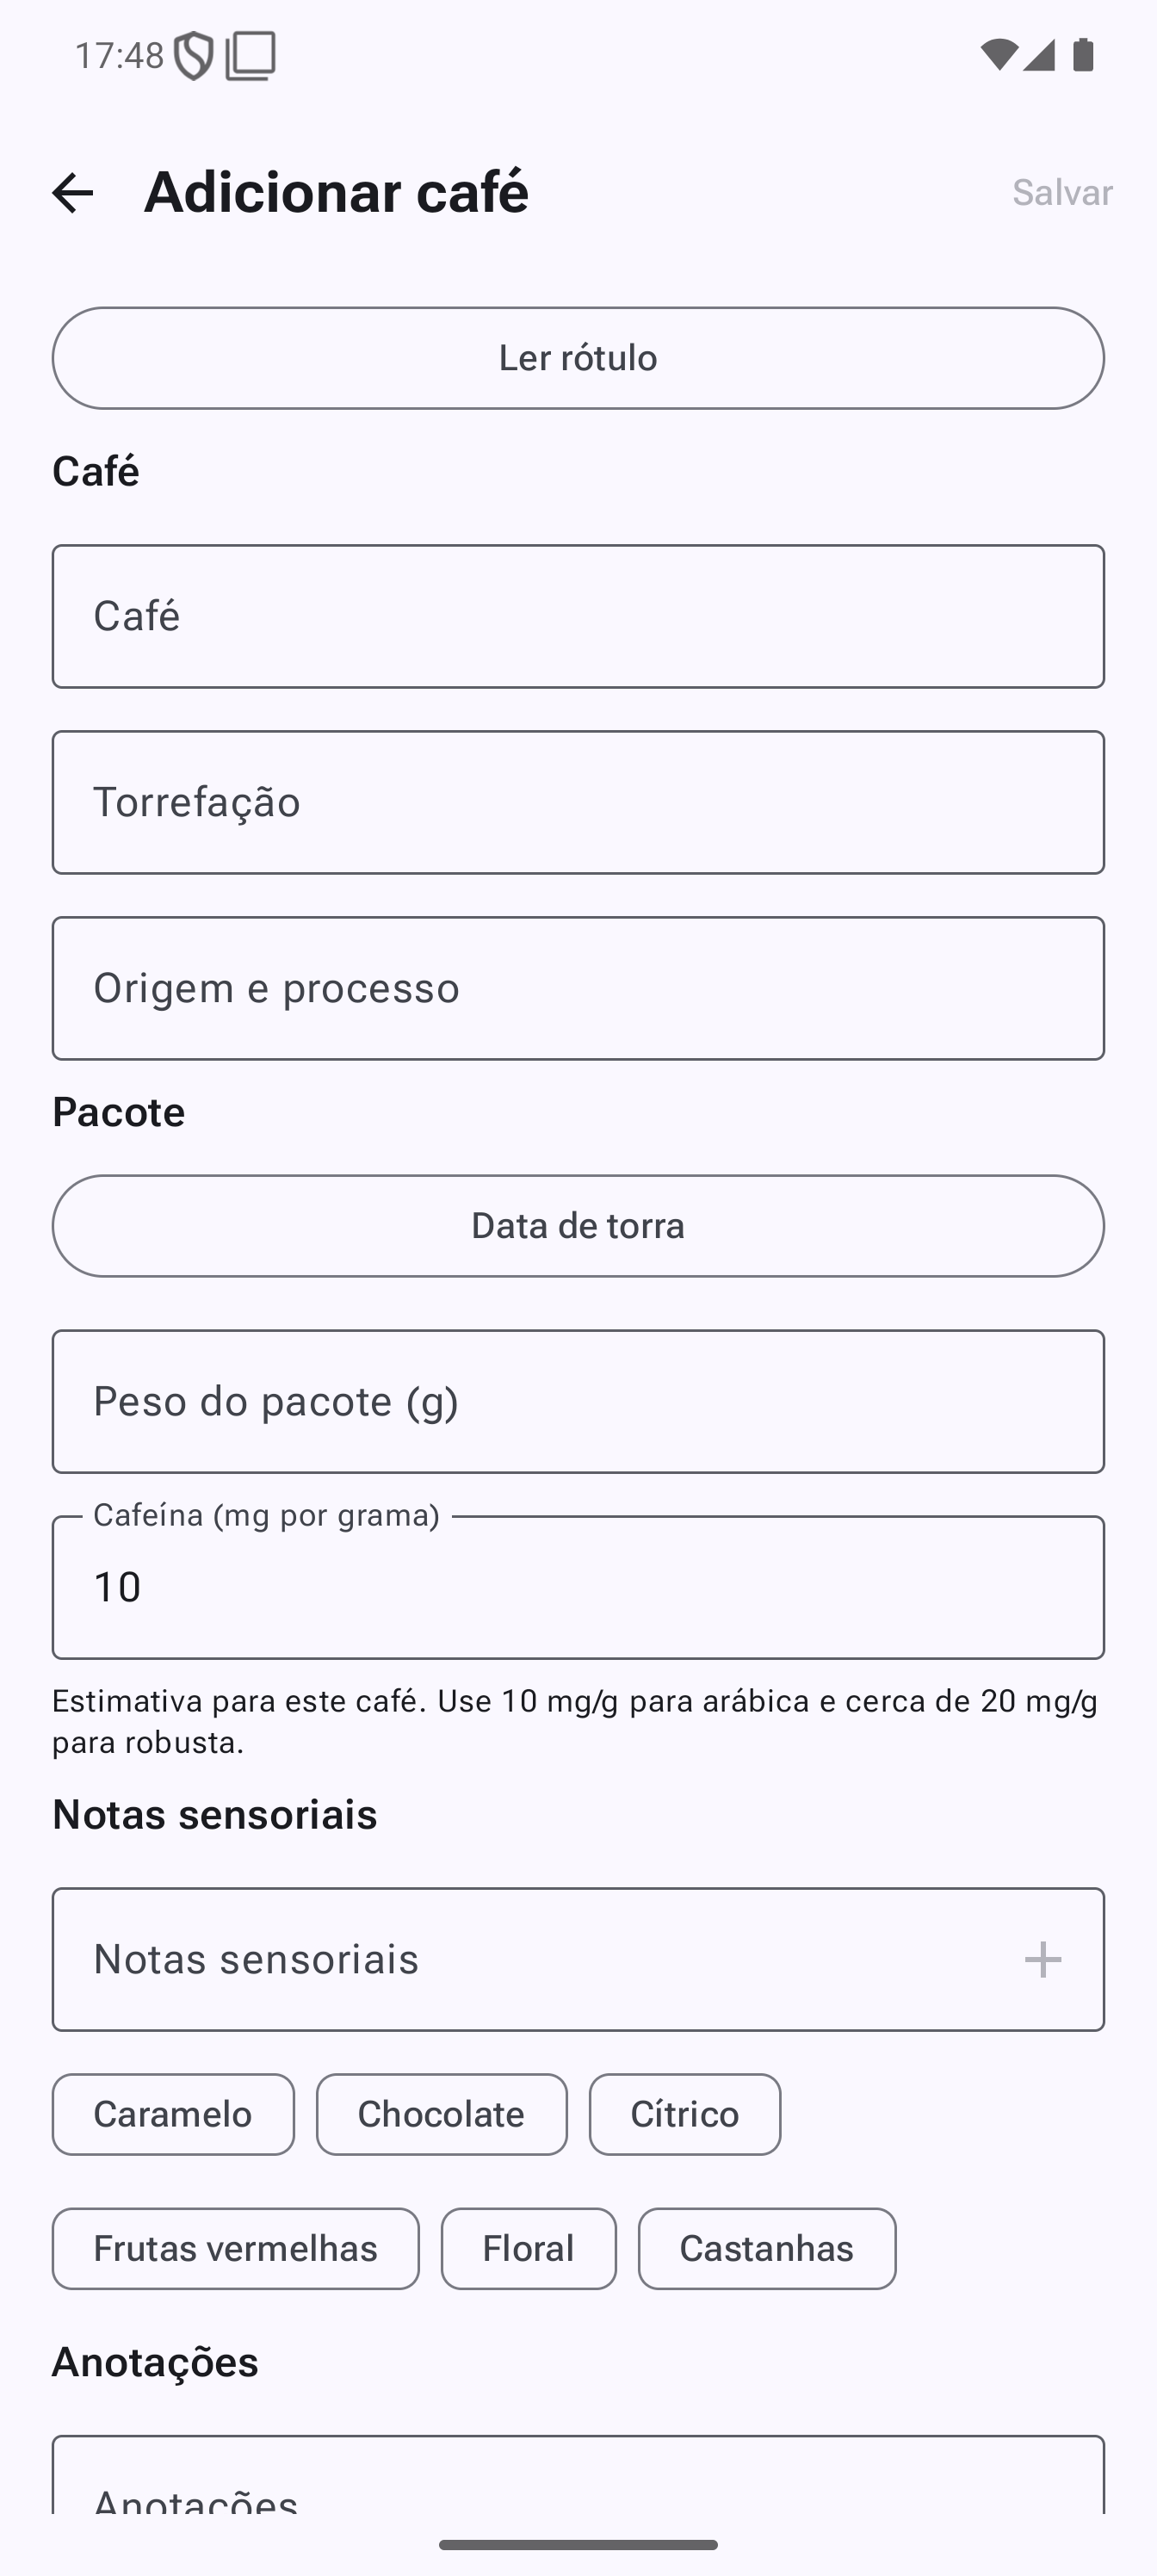 17:48
Adicionar café
Salvar
Ler rótulo
Café
Café
Torrefação
Origem e processo
Pacote
Data de torra
Peso do pacote (g)
Cafeína (mg por grama)
10
Estimativa para este café. Use 10 mg/g para arábica e cerca de 20 mg/g
para robusta.
Notas sensoriais
Notas sensoriais
Caramelo
Chocolate
Cítrico
Frutas vermelhas
Floral
Castanhas
Anotações
Anotações